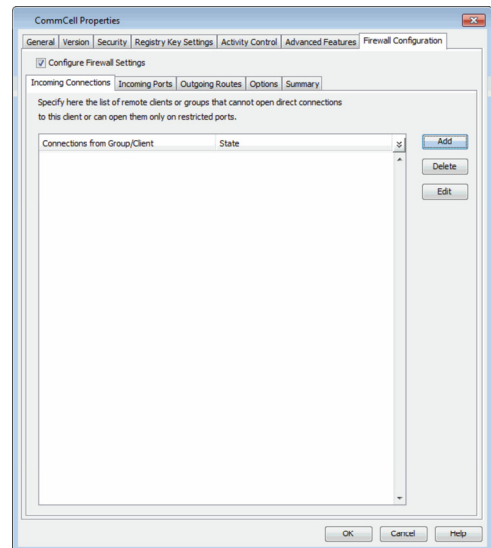 CommCell Properties
General Version Security Registry Key Settings Activity Control Advanced Features Firewall Configuration
Configure Firewall Settings
Incoming Connections Incoming Ports Outgoing Routes Options Summary
Specify here the list of remote clients or groups that cannot open direct connections
to this client or can open them only on restricted ports.
Connections from Group/Client State
Add
Delete
Edit
OK Cancel Help